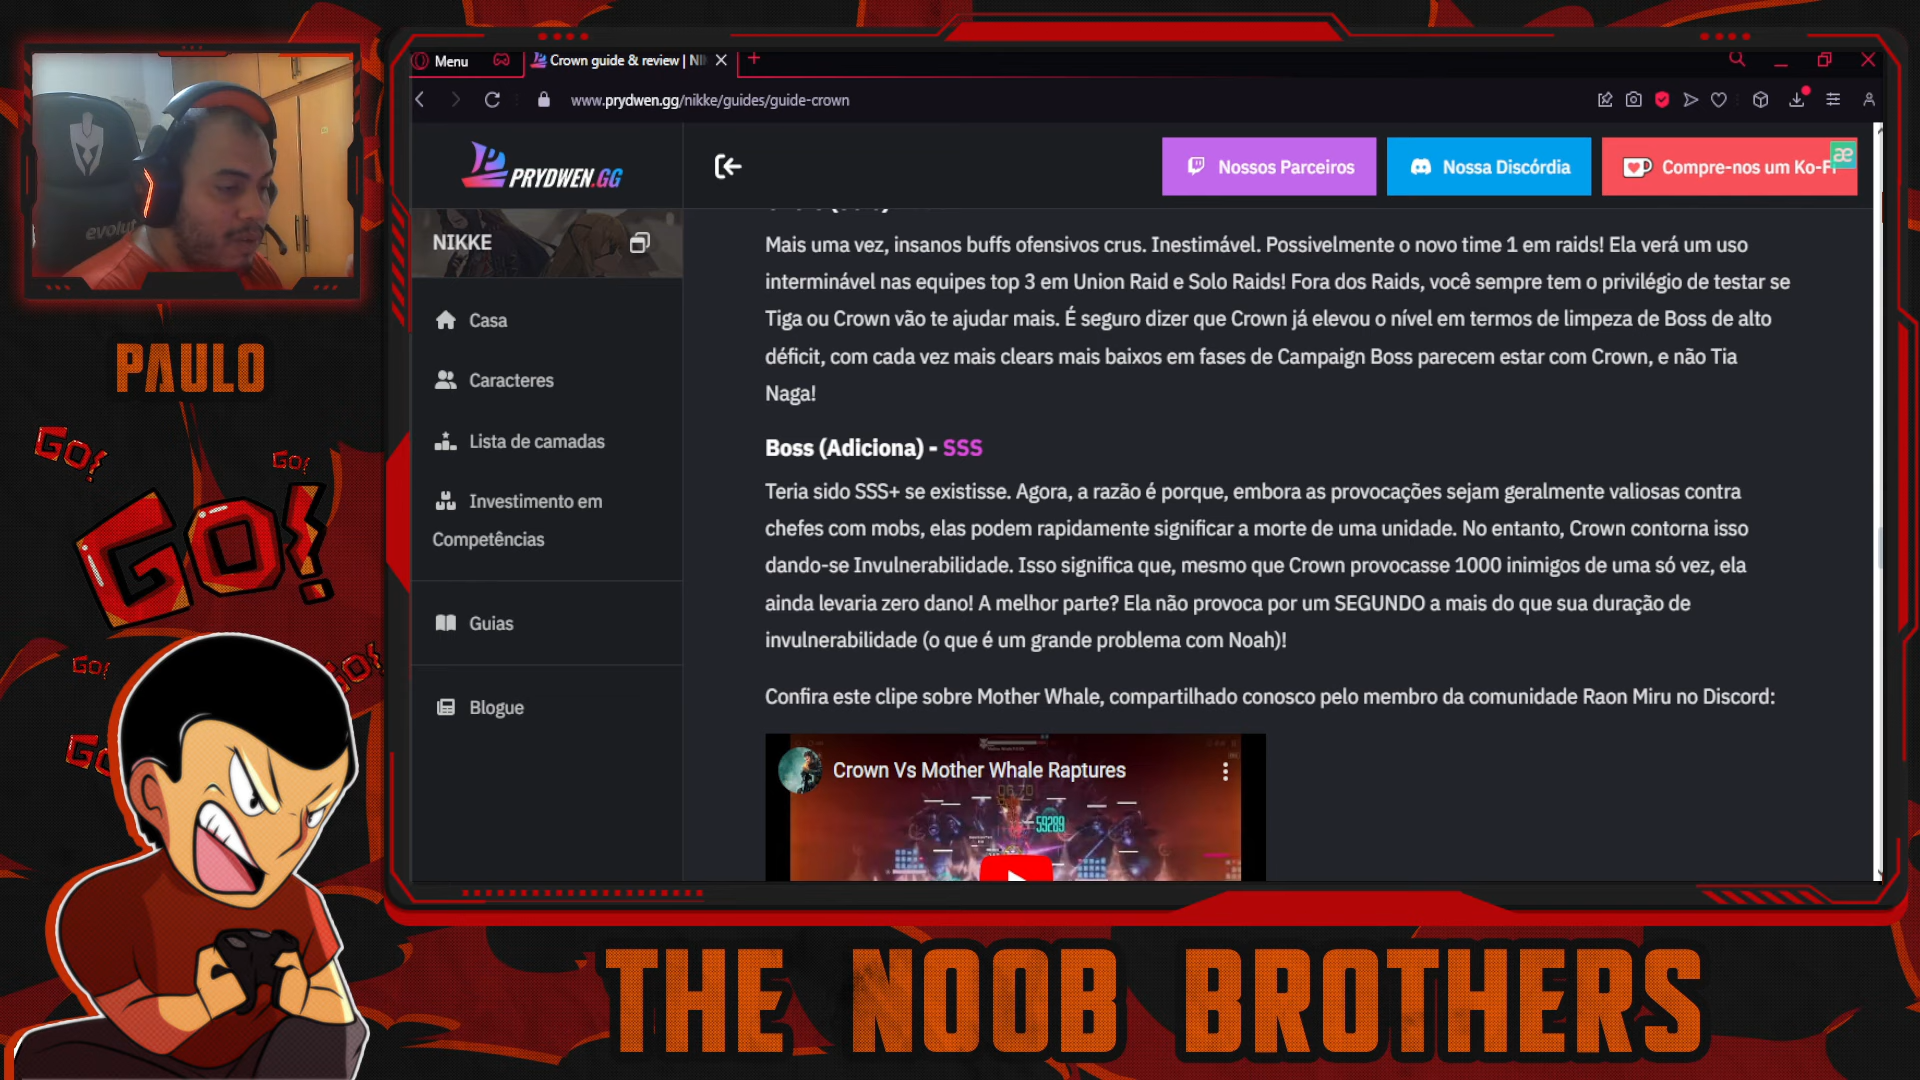 Menu
Crown guide & review | NI
www.prydwen.gg/nikke/guides/guide-crown
PRYDWEN.GG
Nossos Parceiros
Nossa Discórdia
Compre-nos um Ko-Fi
æ
NIKKE
Casa
Caracteres
Lista de camadas
Investimento em
Competências
Guias
Blogue
Mais uma vez, insanos buffs ofensivos crus. Inestimável. Possivelmente o novo time 1 em raids! Ela verá um uso
interminável nas equipes top 3 em Union Raid e Solo Raids! Fora dos Raids, você sempre tem o privilégio de testar se
Tiga ou Crown vão te ajudar mais. É seguro dizer que Crown já elevou o nível em termos de limpeza de Boss de alto
déficit, com cada vez mais clears mais baixos em fases de Campaign Boss parecem estar com Crown, e não Tia
Naga!
Boss (Adiciona) - SSS
Teria sido SSS+ se existisse. Agora, a razão é porque, embora as provocações sejam geralmente valiosas contra
chefes com mobs, elas podem rapidamente significar a morte de uma unidade. No entanto, Crown contorna isso
dando-se Invulnerabilidade. Isso significa que, mesmo que Crown provocasse 1000 inimigos de uma só vez, ela
ainda levaria zero dano! A melhor parte? Ela não provoca por um SEGUNDO a mais do que sua duração de
invulnerabilidade (o que é um grande problema com Noah)!
Confira este clipe sobre Mother Whale, compartilhado conosco pelo membro da comunidade Raon Miru no Discord:
Crown Vs Mother Whale Raptures
59289
evolut
PAULO
GO!
GO!
GO!
GO!
GO!
GO
THE NOOB BROTHERS